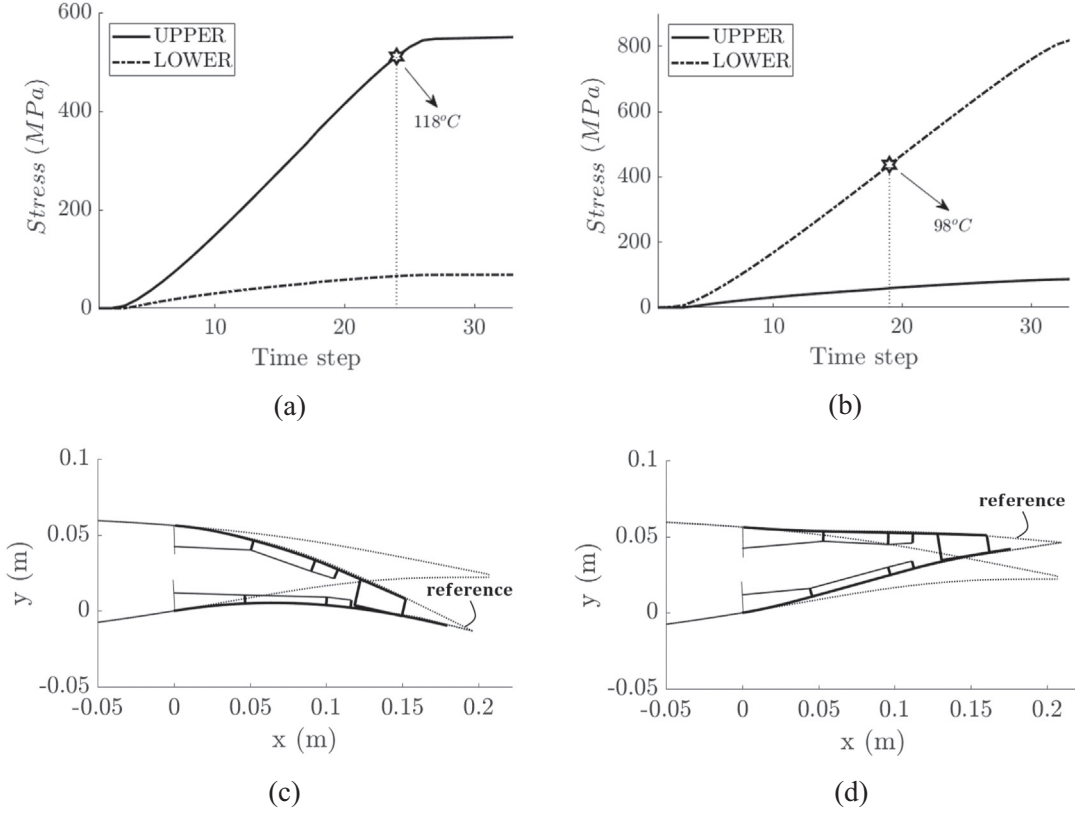 600
400
200
0
10
20
30
Stress (MPa)
Time step
UPPER
LOWER
118°C
(a)
800
600
400
200
0
10
20
30
Stress (MPa)
Time step
UPPER
LOWER
98°C
(b)
0.1
0.05
0
-0.05
-0.05
0
0.05
0.1
0.15
0.2
y (m)
x (m)
reference
(c)
0.1
0.05
0
-0.05
-0.05
0
0.05
0.1
0.15
0.2
y (m)
x (m)
reference
(d)